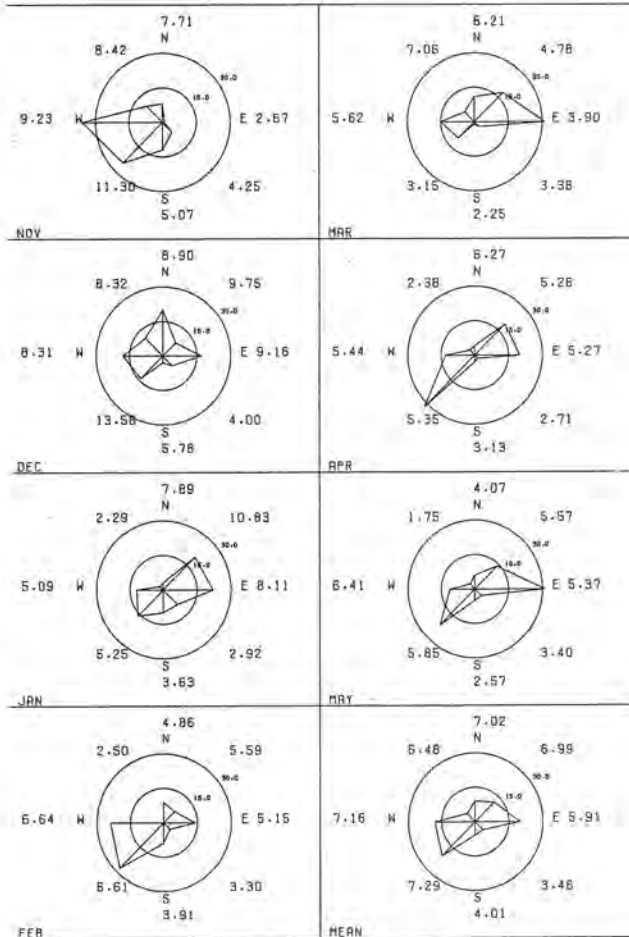 7.71
N
8.42
30.0
15.0
9.23 W E 2.67
11.30 4.25
S
5.07
NOV
8.90
N
8.32 9.75
30.0
15.0
8.31 W E 9.16
13.58 4.00
S
5.78
DEC
7.89
N
2.29 10.83
30.0
15.0
5.09 W E 8.11
5.25 2.92
S
3.63
JAN
4.86
N
2.50 5.59
30.0
15.0
6.64 W E 5.15
6.61 3.30
S
3.91
FEB
6.21
N
7.06 4.78
30.0
15.0
5.62 W E 3.90
3.15 3.38
S
2.25
MAR
6.27
N
2.38 5.26
30.0
15.0
5.44 W E 5.27
5.35 2.71
S
3.13
APR
4.07
N
1.75 5.57
30.0
15.0
6.41 W E 5.37
5.85 3.40
S
2.57
MAY
7.02
N
6.48 6.99
30.0
15.0
7.16 W E 5.91
7.29 3.46
S
4.01
MEAN